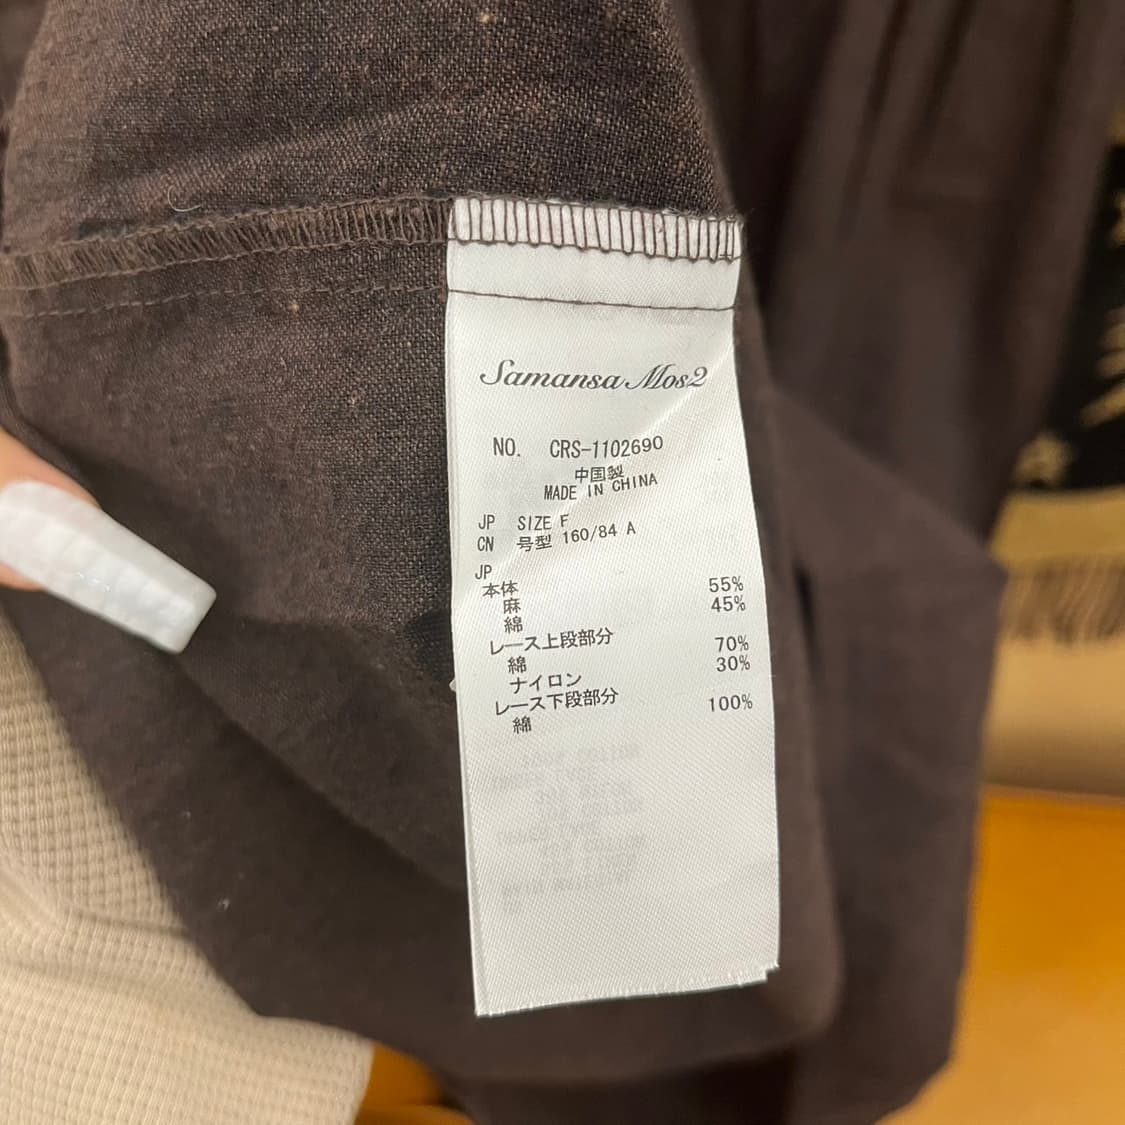 Samansa Mos2
NO. CRS-1102690
中国製
MADE IN CHINA
JP SIZE F
CN 号型 160/84 A
JP
本体
麻 55%
綿 45%
レース上段部分
綿 70%
ナイロン 30%
レース下段部分
綿 100%